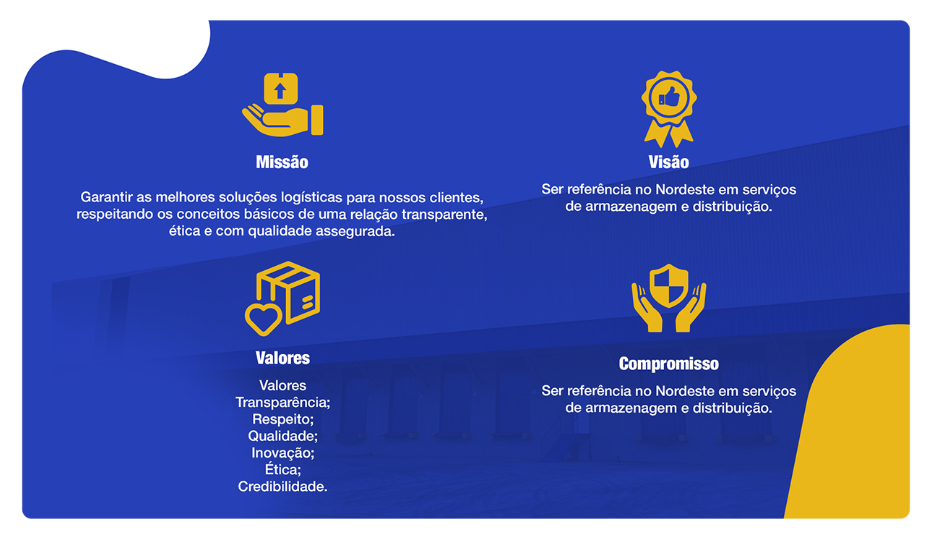 Missão
Garantir as melhores soluções logísticas para nossos clientes,
respeitando os conceitos básicos de uma relação transparente,
ética e com qualidade assegurada.
Visão
Ser referência no Nordeste em serviços
de armazenagem e distribuição.
Valores
Valores
Transparência;
Respeito;
Qualidade;
Inovação;
Ética;
Credibilidade.
Compromisso
Ser referência no Nordeste em serviços
de armazenagem e distribuição.